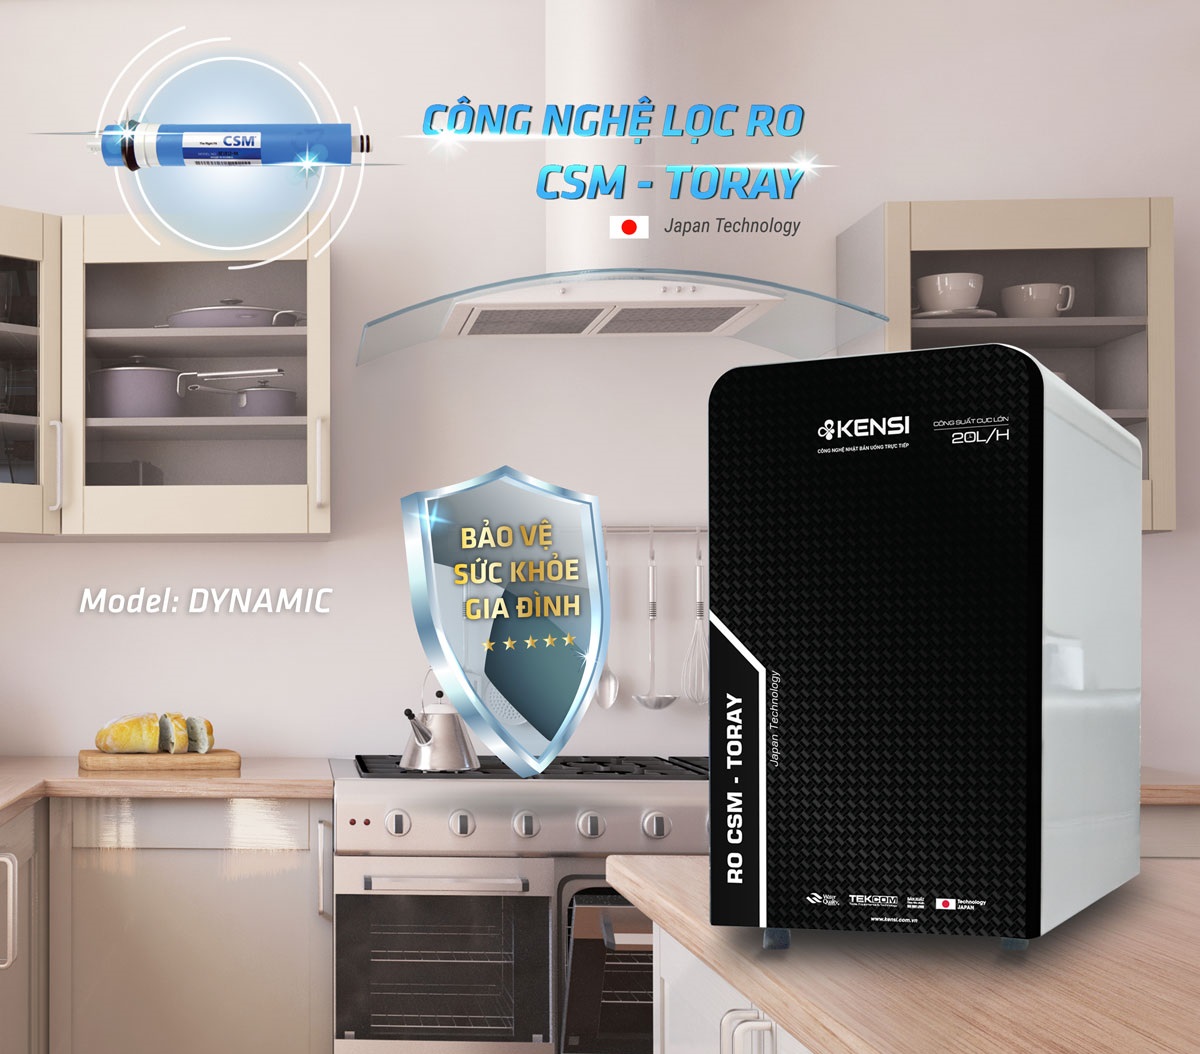 CÔNG NGHỆ LỌC RO
CSM - TORAY
Japan Technology
CSM
Model: DYNAMIC
BẢO VỆ
SỨC KHỎE
GIA ĐÌNH
KENSI
CÔNG NGHỆ NHẬT BẢN UỐNG TRỰC TIẾP
CÔNG SUẤT CỰC LỚN
20L/H
RO CSM - TORAY
Japan Technology
Water
Quality
TEKCOM
Technology
JAPAN
www.kensi.com.vn